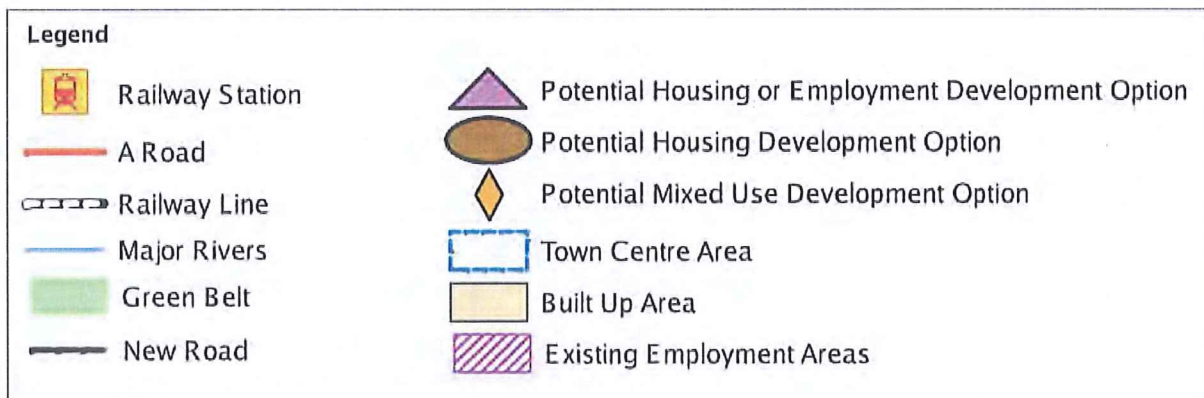 Legend
Railway Station
A Road
Railway Line
Major Rivers
Green Belt
New Road
Potential Housing or Employment Development Option
Potential Housing Development Option
Potential Mixed Use Development Option
Town Centre Area
Built Up Area
Existing Employment Areas